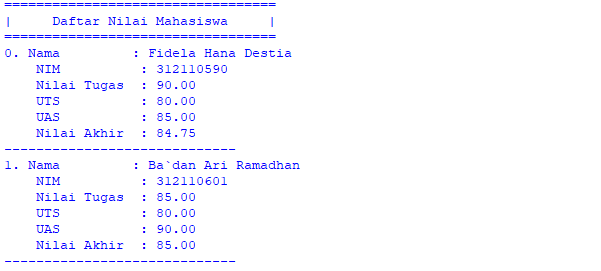 ==================================
|     Daftar Nilai Mahasiswa     |
==================================
0. Nama         : Fidela Hana Destia
    NIM          : 312110590
    Nilai Tugas  : 90.00
    UTS          : 80.00
    UAS          : 85.00
    Nilai Akhir  : 84.75
-----------------------------
1. Nama         : Ba`dan Ari Ramadhan
    NIM          : 312110601
    Nilai Tugas  : 85.00
    UTS          : 80.00
    UAS          : 90.00
    Nilai Akhir  : 85.00
-----------------------------